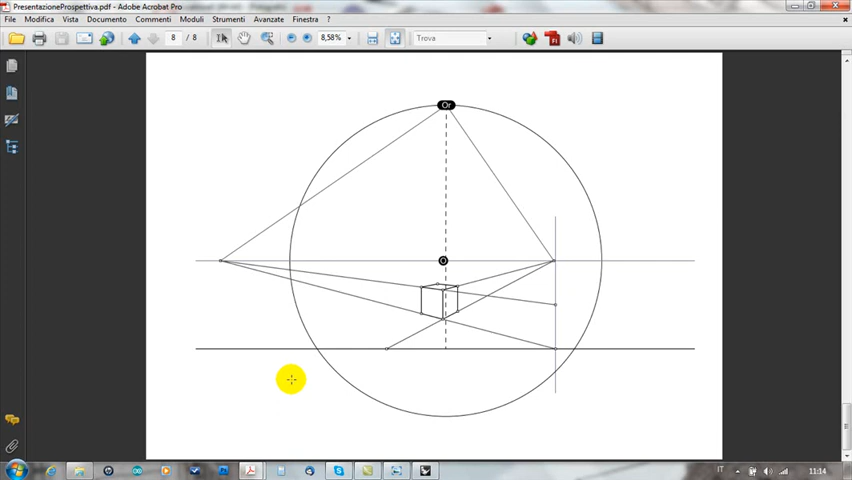 PresentazioneProspettiva.pdf - Adobe Acrobat Pro
File Modifica Vista Documento Commenti Moduli Strumenti Avanzate Finestra ?
8 / 8 8,58% Trova
Or
O
IT 11:14